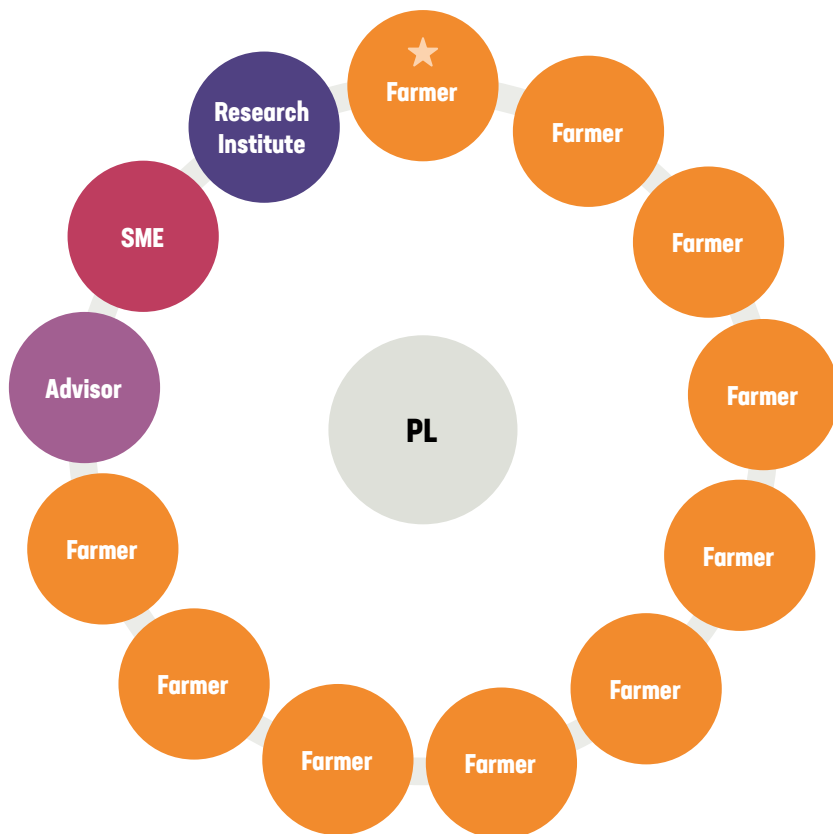 Farmer
Farmer
Farmer
Farmer
Farmer
Farmer
Farmer
Farmer
Farmer
Farmer
Advisor
SME
Research
Institute
PL